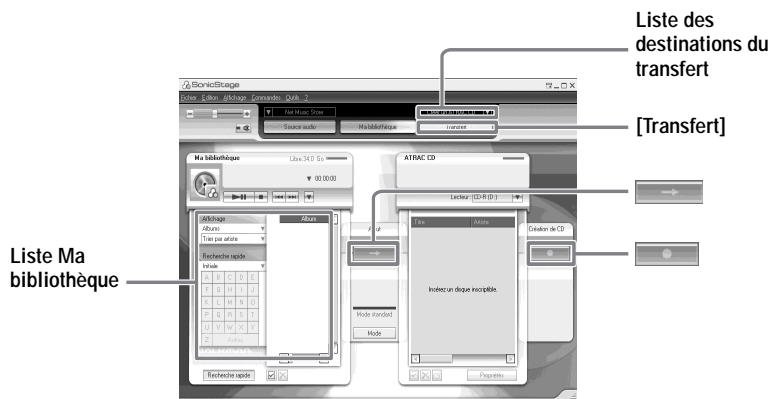 Liste des
destinations du
transfert
SonicStage
Fichier Edition Affichage Commandes Outils ?
Net Music Store
Source audio
Ma bibliothèque
Transfert
[Transfert]
Ma bibliothèque
Libre:34,0 Go
00:00:00
ATRAC CD
Lecteur: CD-R (D:)
Affichage
Album
Albums
Trier par artiste
Recherche rapide
Initiale
A B C D E
F G H I J
K L M N O
P Q R S T
U V W X Y
Z Autres
Mode standard
Mode
Titre
Artiste
Création de CD
Insérez un disque inscriptible.
Liste Ma
bibliothèque
Recherche rapide
Propriétés